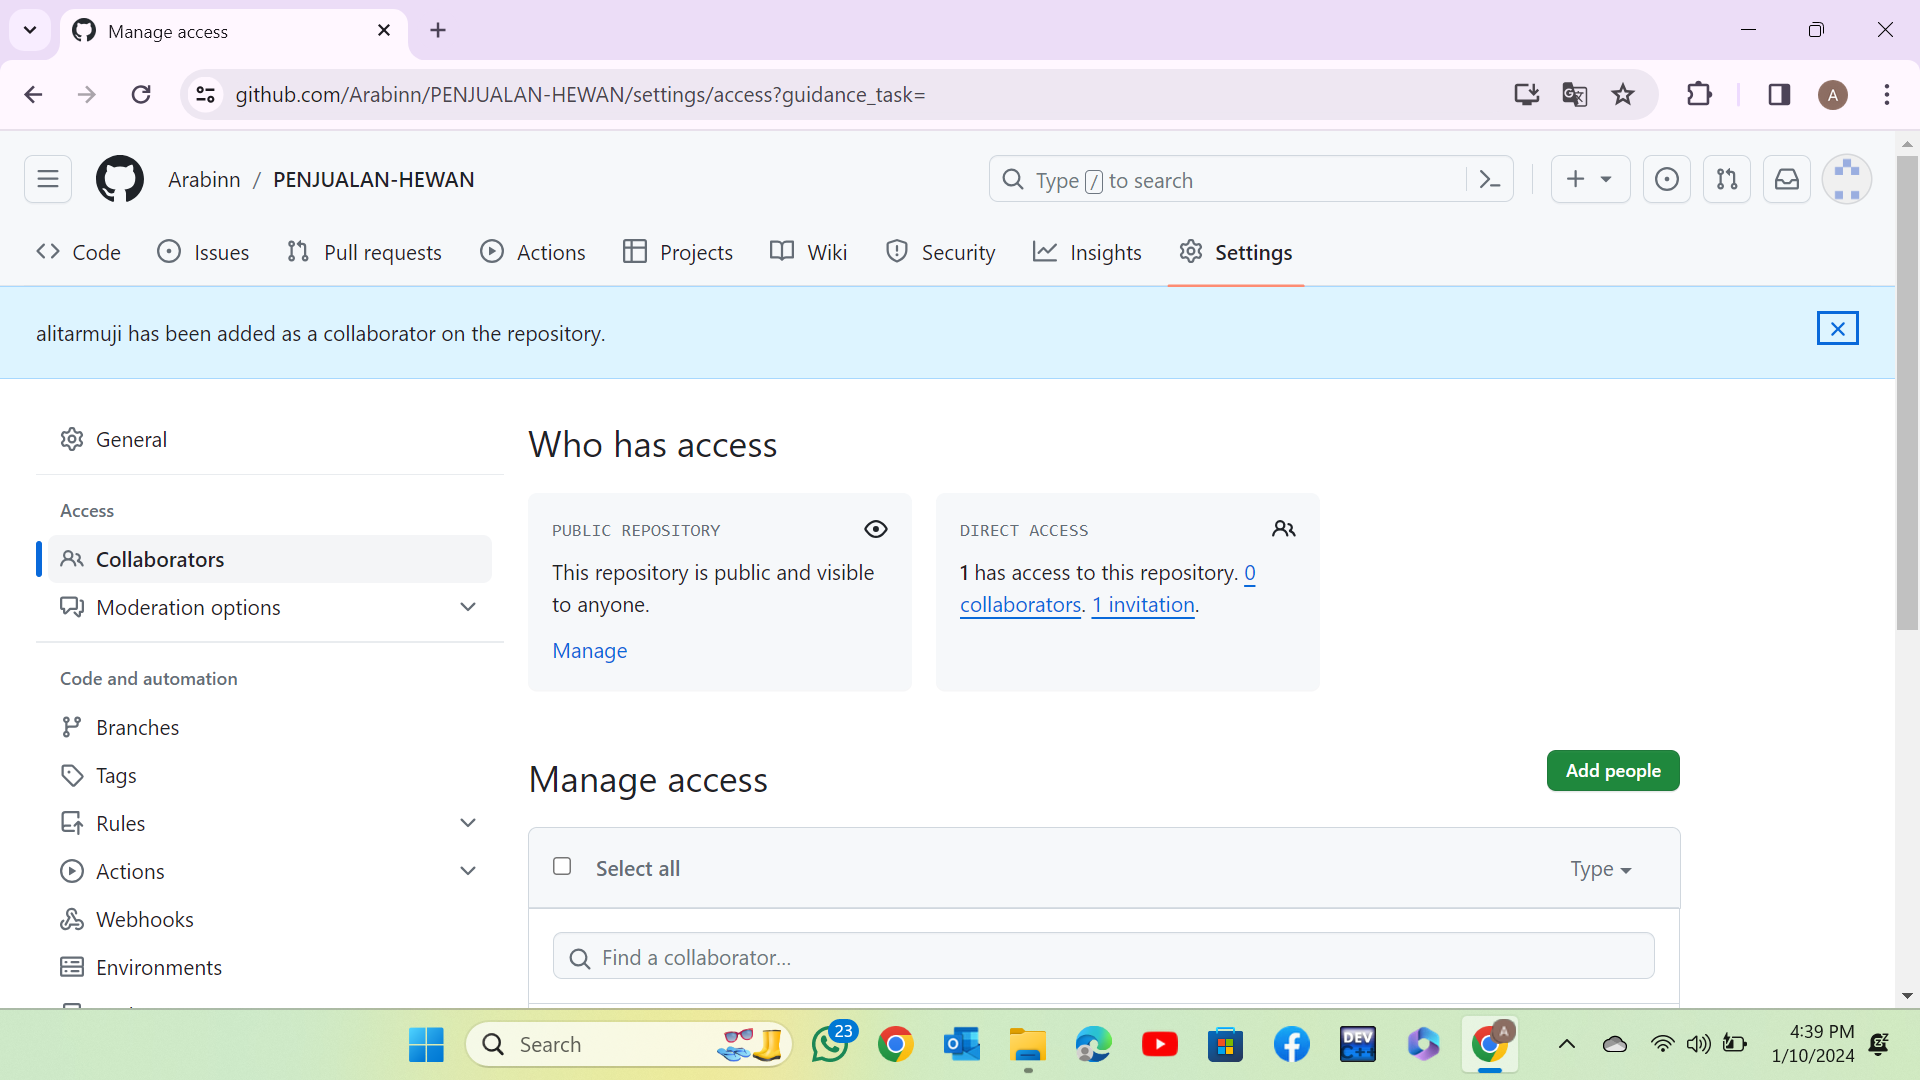 Manage access
github.com/Arabinn/PENJUALAN-HEWAN/settings/access?guidance_task=
A
Arabinn / PENJUALAN-HEWAN
Type / to search
Code Issues Pull requests Actions Projects Wiki Security Insights Settings
alitarmuji has been added as a collaborator on the repository.
General
Access
Collaborators
Moderation options
Code and automation
Branches
Tags
Rules
Actions
Webhooks
Environments
Who has access
PUBLIC REPOSITORY
This repository is public and visible
to anyone.
Manage
DIRECT ACCESS
1 has access to this repository. 0
collaborators. 1 invitation.
Manage access
Add people
Select all
Type
Find a collaborator...
Search
23
DEV
C++
A
4:39 PM
1/10/2024